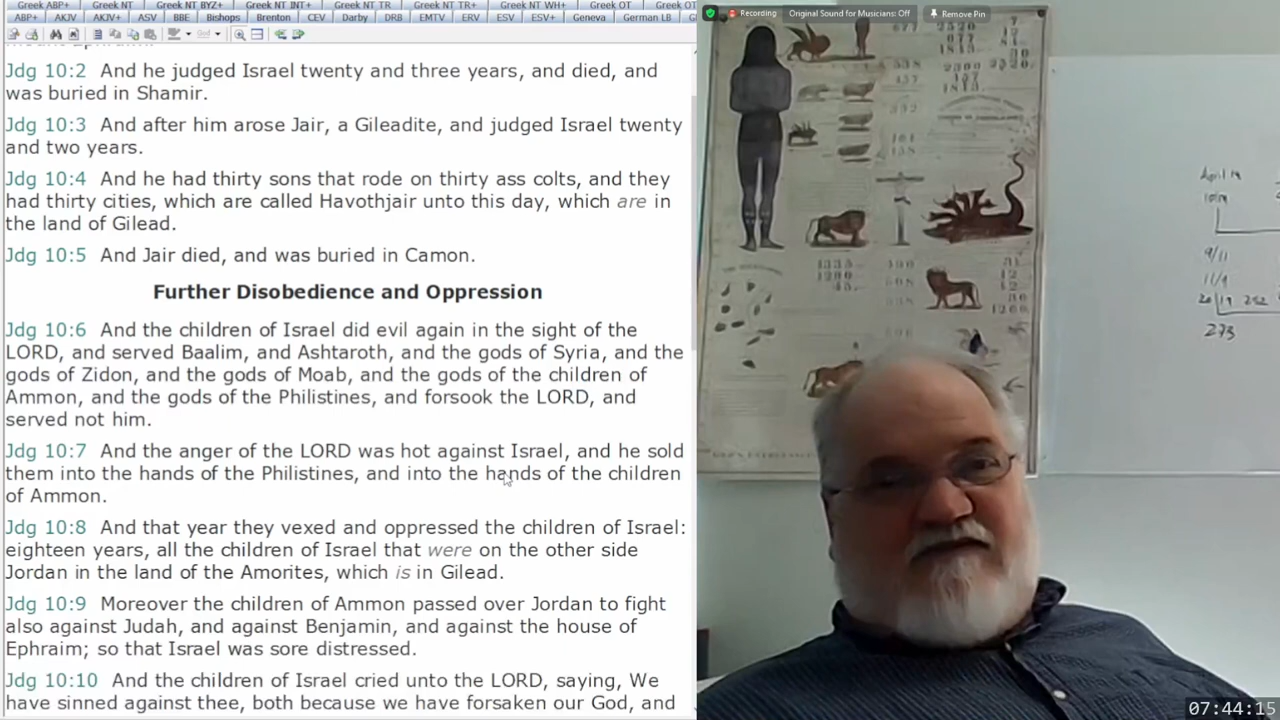 Greek ABP+ Greek NT Greek NT BYZ+ Greek NT INT+ Greek NT TR Greek NT TR+ Greek NT WH+ Greek OT Greek OT
ABP+ AKJV AKJV+ ASV BBE Bishops Brenton CEV Darby DRB EMTV ERV ESV ESV+ Geneva German LB
Jdg 10:2 And he judged Israel twenty and three years, and died, and
was buried in Shamir.
Jdg 10:3 And after him arose Jair, a Gileadite, and judged Israel twenty
and two years.
Jdg 10:4 And he had thirty sons that rode on thirty ass colts, and they
had thirty cities, which are called Havothjair unto this day, which are in
the land of Gilead.
Jdg 10:5 And Jair died, and was buried in Camon.
Further Disobedience and Oppression
Jdg 10:6 And the children of Israel did evil again in the sight of the
LORD, and served Baalim, and Ashtaroth, and the gods of Syria, and the
gods of Zidon, and the gods of Moab, and the gods of the children of
Ammon, and the gods of the Philistines, and forsook the LORD, and
served not him.
Jdg 10:7 And the anger of the LORD was hot against Israel, and he sold
them into the hands of the Philistines, and into the hands of the children
of Ammon.
Jdg 10:8 And that year they vexed and oppressed the children of Israel:
eighteen years, all the children of Israel that were on the other side
Jordan in the land of the Amorites, which is in Gilead.
Jdg 10:9 Moreover the children of Ammon passed over Jordan to fight
also against Judah, and against Benjamin, and against the house of
Ephraim; so that Israel was sore distressed.
Jdg 10:10 And the children of Israel cried unto the LORD, saying, We
have sinned against thee, both because we have forsaken our God, and
Recording Original Sound for Musicians: Off Remove Pin
677
538
157
1335
1290
45
1260
April 19
9/11
11/9
273
07:44:15